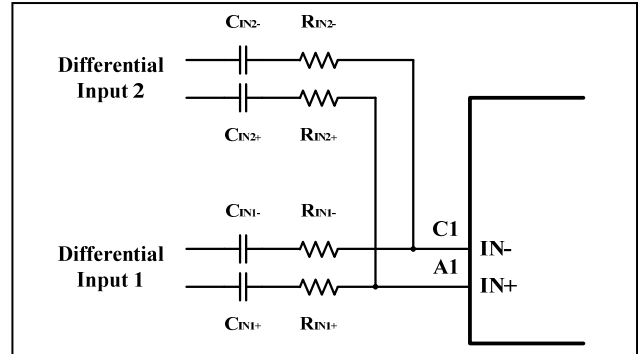 CIN2- RIN2-
Differential
Input 2
CIN2+ RIN2+
CIN1- RIN1-
C1
Differential
Input 1
IN-
A1
IN+
CIN1+ RIN1+